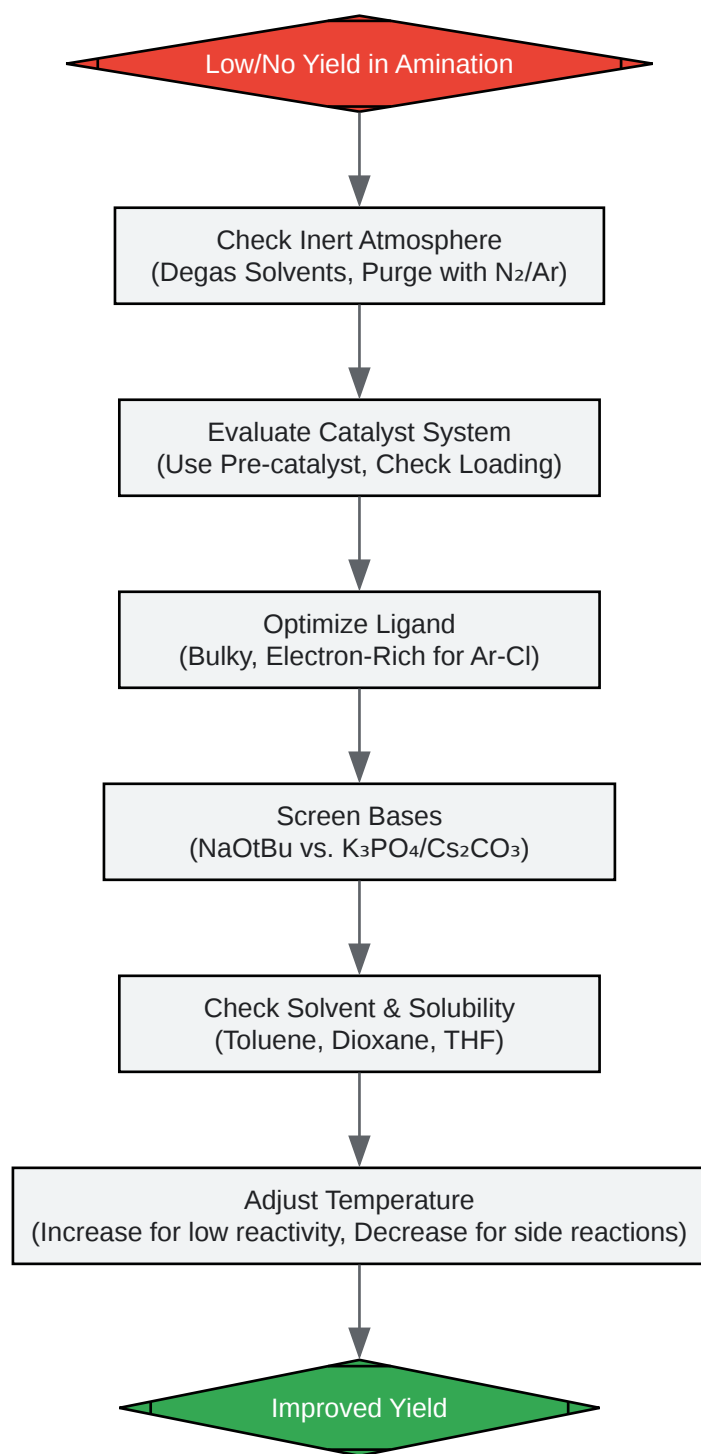 Low/No Yield in Amination
Check Inert Atmosphere
(Degas Solvents, Purge with N₂/Ar)
Evaluate Catalyst System
(Use Pre-catalyst, Check Loading)
Optimize Ligand
(Bulky, Electron-Rich for Ar-Cl)
Screen Bases
(NaOtBu vs. K₃PO₄/Cs₂CO₃)
Check Solvent & Solubility
(Toluene, Dioxane, THF)
Adjust Temperature
(Increase for low reactivity, Decrease for side reactions)
Improved Yield